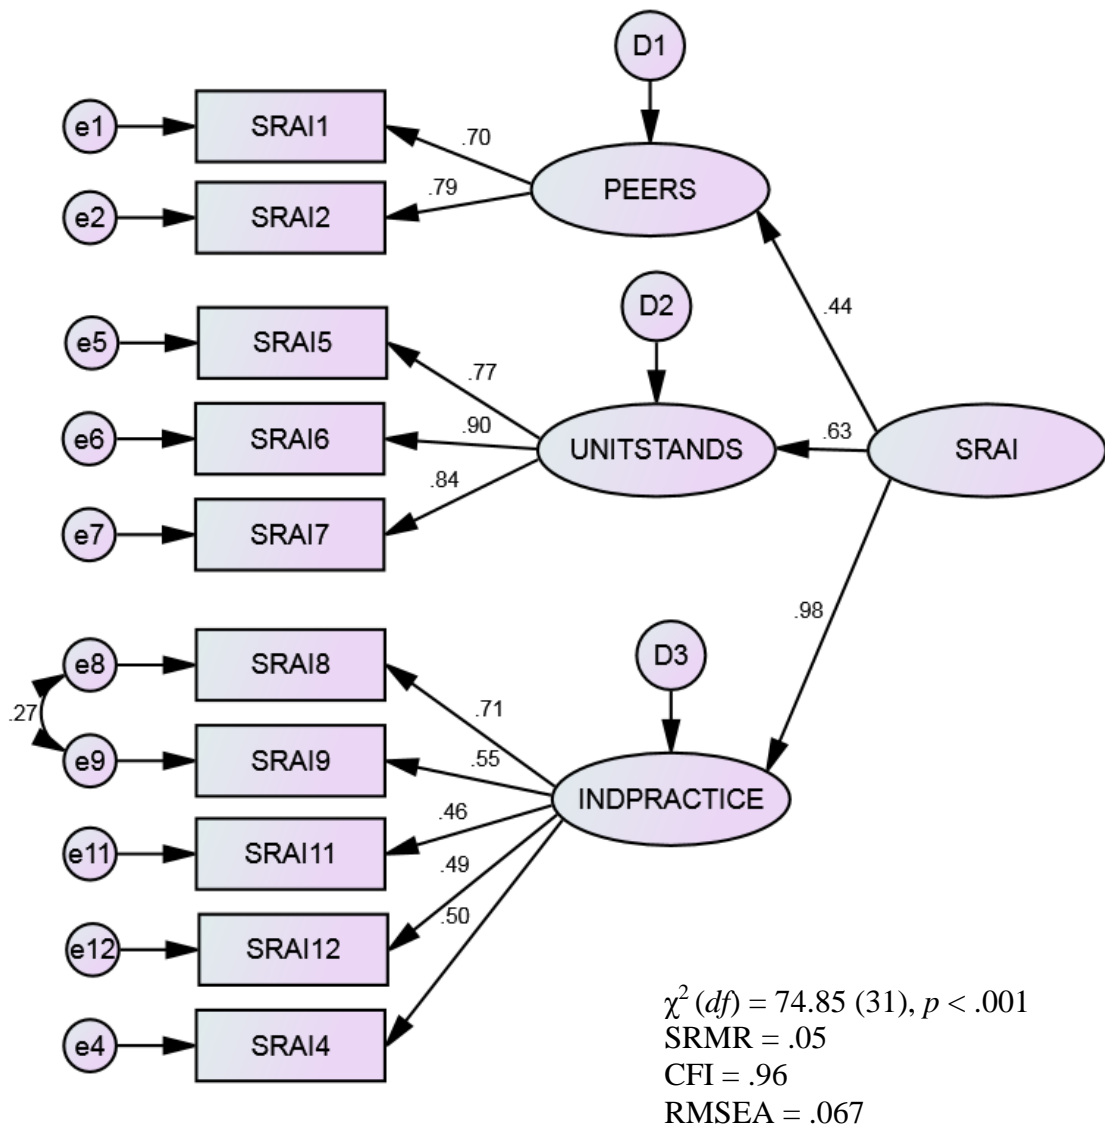 D1
e1
SRAI1
.70
e2
SRAI2
.79
PEERS
.44
D2
e5
SRAI5
.77
e6
SRAI6
.90
UNITSTANDS
.63
SRAI
e7
SRAI7
.84
.98
D3
e8
SRAI8
.71
.27
e9
SRAI9
.55
INDPRACTICE
e11
SRAI11
.46
e12
SRAI12
.49
e4
SRAI4
.50
χ² (df) = 74.85 (31), p < .001
SRMR = .05
CFI = .96
RMSEA = .067